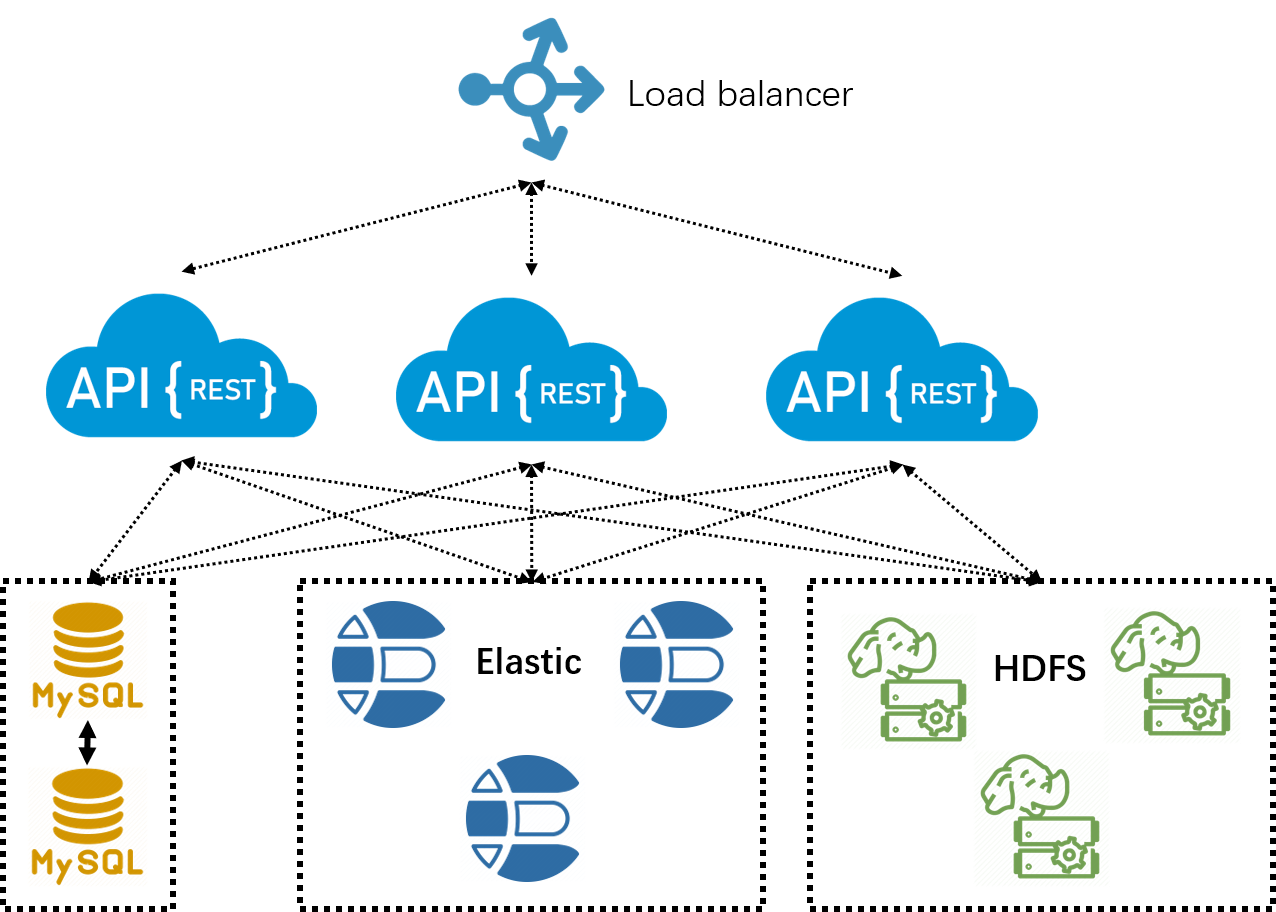 Load balancer
API {REST}
API {REST}
API {REST}
MySQL
Elastic
HDFS
MySQL